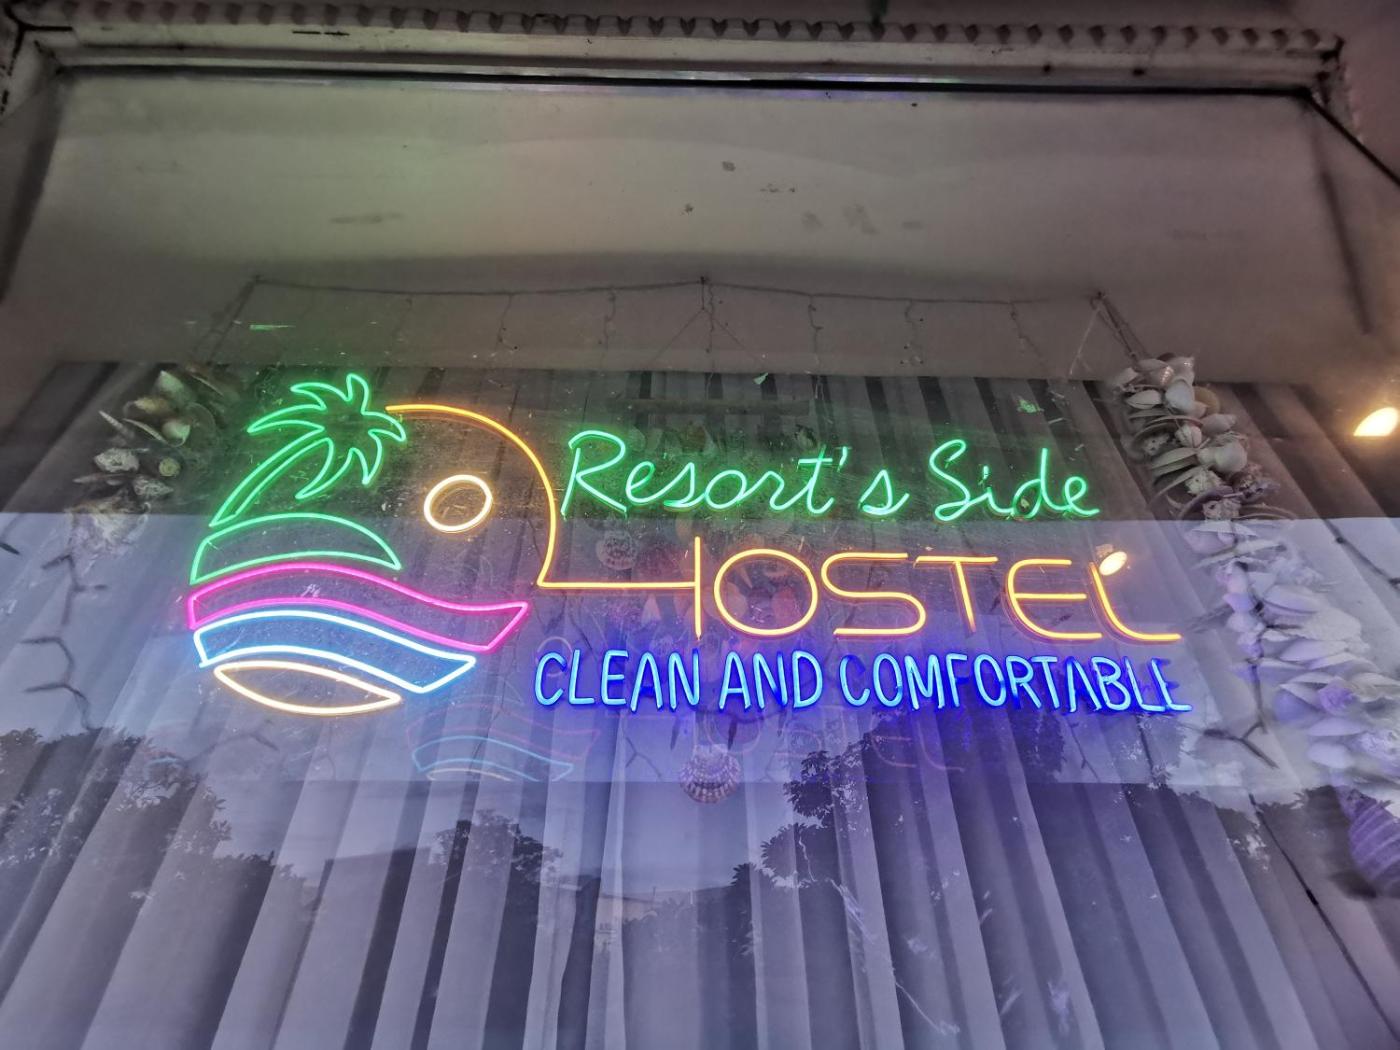 Resort's Side
HOSTEL
CLEAN AND COMFORTABLE